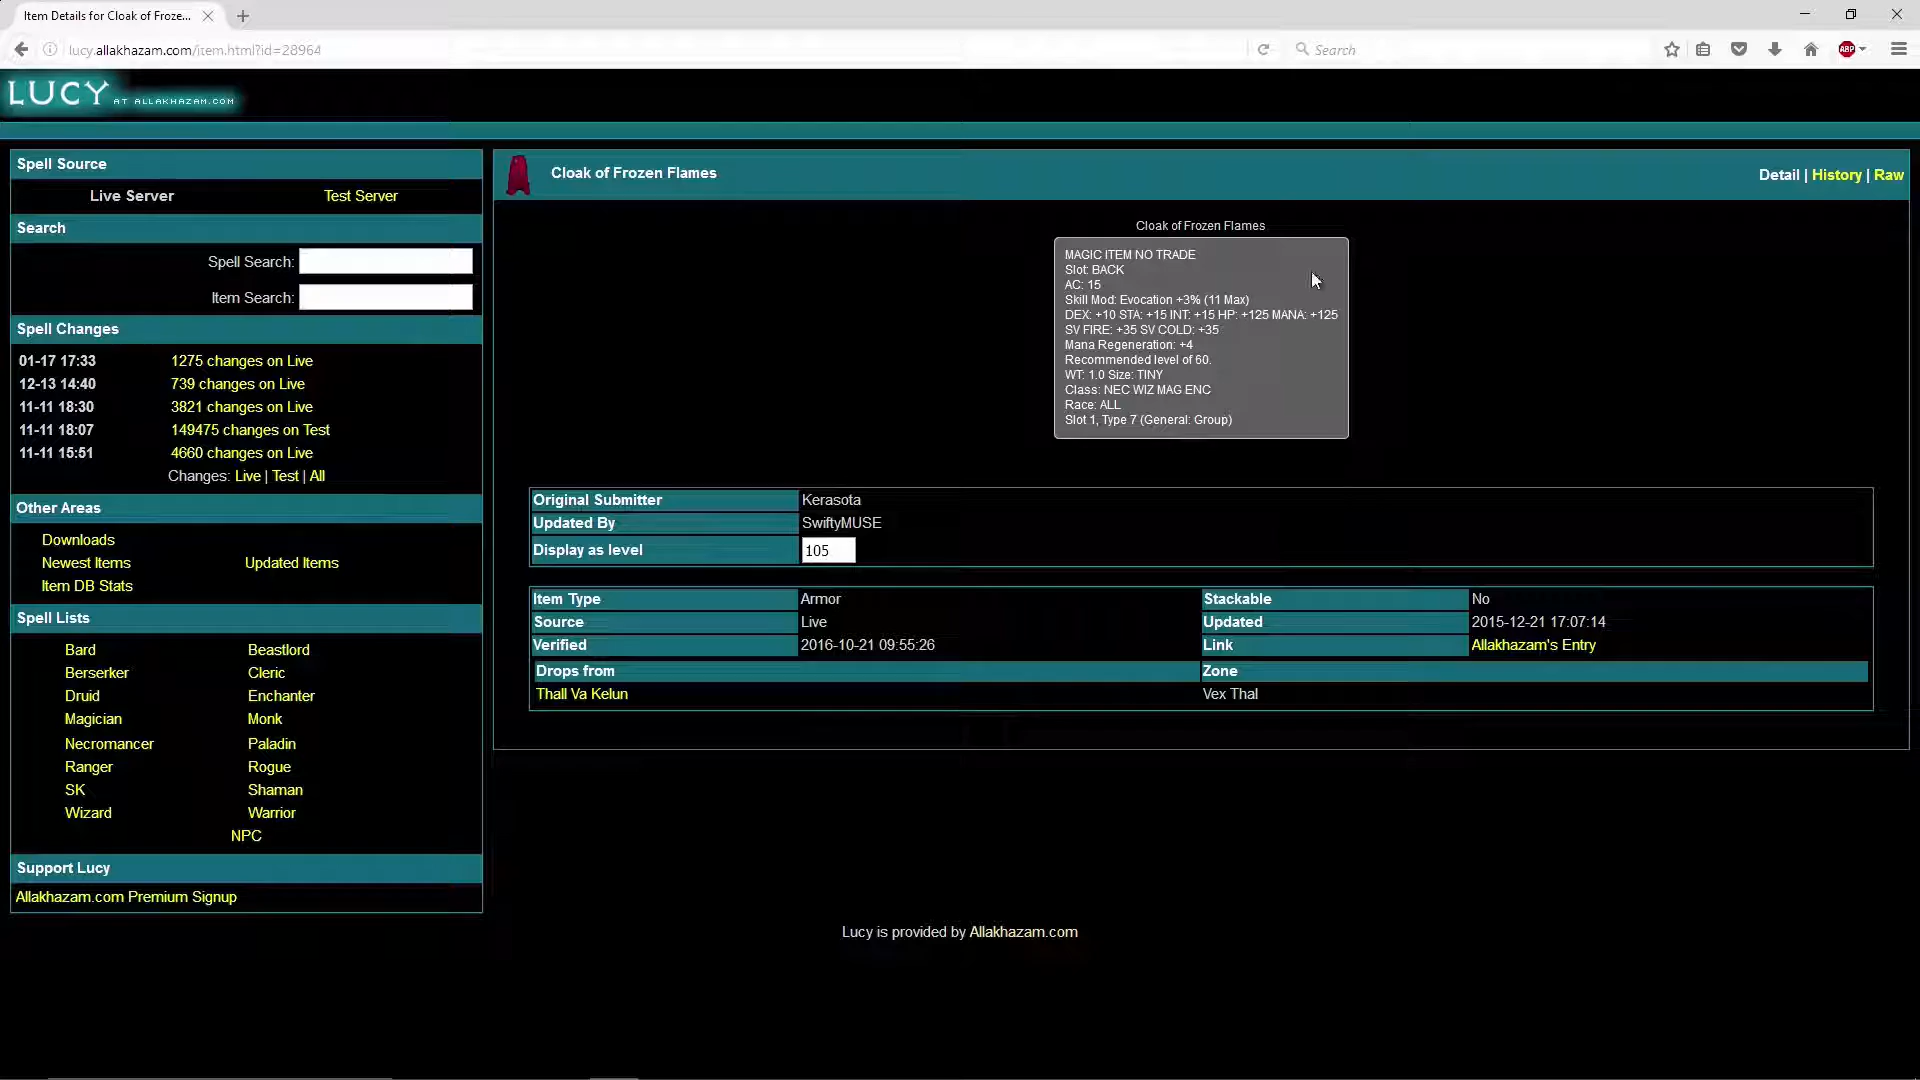 Item Details for Cloak of Froze...
lucy.allakhazam.com/item.html?id=28964
Search
ABP
LUCY AT ALLAKHAZAM.COM
Spell Source
Live Server Test Server
Search
Spell Search:
Item Search:
Spell Changes
01-17 17:33 1275 changes on Live
12-13 14:40 739 changes on Live
11-11 18:30 3821 changes on Live
11-11 18:07 149475 changes on Test
11-11 15:51 4660 changes on Live
Changes: Live | Test | All
Other Areas
Downloads
Newest Items Updated Items
Item DB Stats
Spell Lists
Bard Beastlord
Berserker Cleric
Druid Enchanter
Magician Monk
Necromancer Paladin
Ranger Rogue
SK Shaman
Wizard Warrior
NPC
Support Lucy
Allakhazam.com Premium Signup
Cloak of Frozen Flames
Detail | History | Raw
Cloak of Frozen Flames
MAGIC ITEM NO TRADE
Slot: BACK
AC: 15
Skill Mod: Evocation +3% (11 Max)
DEX: +10 STA: +15 INT: +15 HP: +125 MANA: +125
SV FIRE: +35 SV COLD: +35
Mana Regeneration: +4
Recommended level of 60.
WT: 1.0 Size: TINY
Class: NEC WIZ MAG ENC
Race: ALL
Slot 1, Type 7 (General: Group)
Original Submitter Kerasota
Updated By SwiftyMUSE
Display as level 105
Item Type Armor Stackable No
Source Live Updated 2015-12-21 17:07:14
Verified 2016-10-21 09:55:26 Link Allakhazam's Entry
Drops from Zone
Thall Va Kelun Vex Thal
Lucy is provided by Allakhazam.com